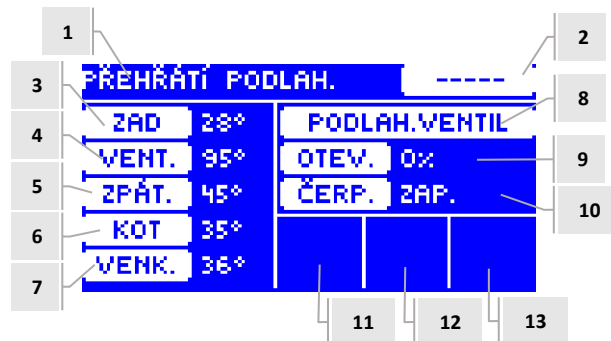 1
2
PŘEHŘÁTÍ PODLAH. -----
3
8
ZAD 28° PODLAH.VENTIL
4
VENT. 95° OTEV. 0%
9
5
ZPÁT. 45° ČERP. ZAP.
10
6
KOT 35°
7
VENK. 36°
11 12 13